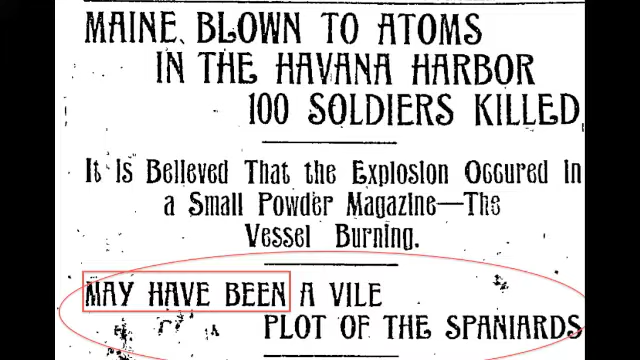 MAINE BLOWN TO ATOMS
IN THE HAVANA HARBOR
100 SOLDIERS KILLED
It Is Believed That the Explosion Occured in
a Small Powder Magazine—The
Vessel Burning.
MAY HAVE BEEN A VILE
PLOT OF THE SPANIARDS